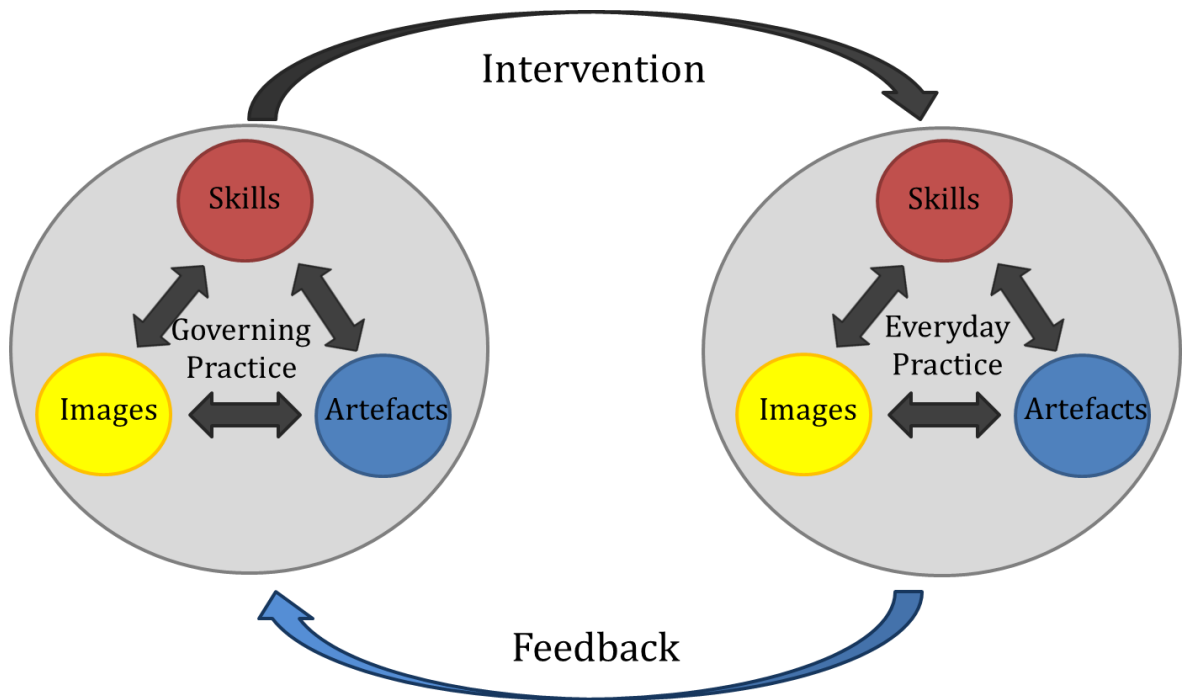 Intervention
Skills
Governing
Practice
Images
Artefacts
Skills
Everyday
Practice
Images
Artefacts
Feedback